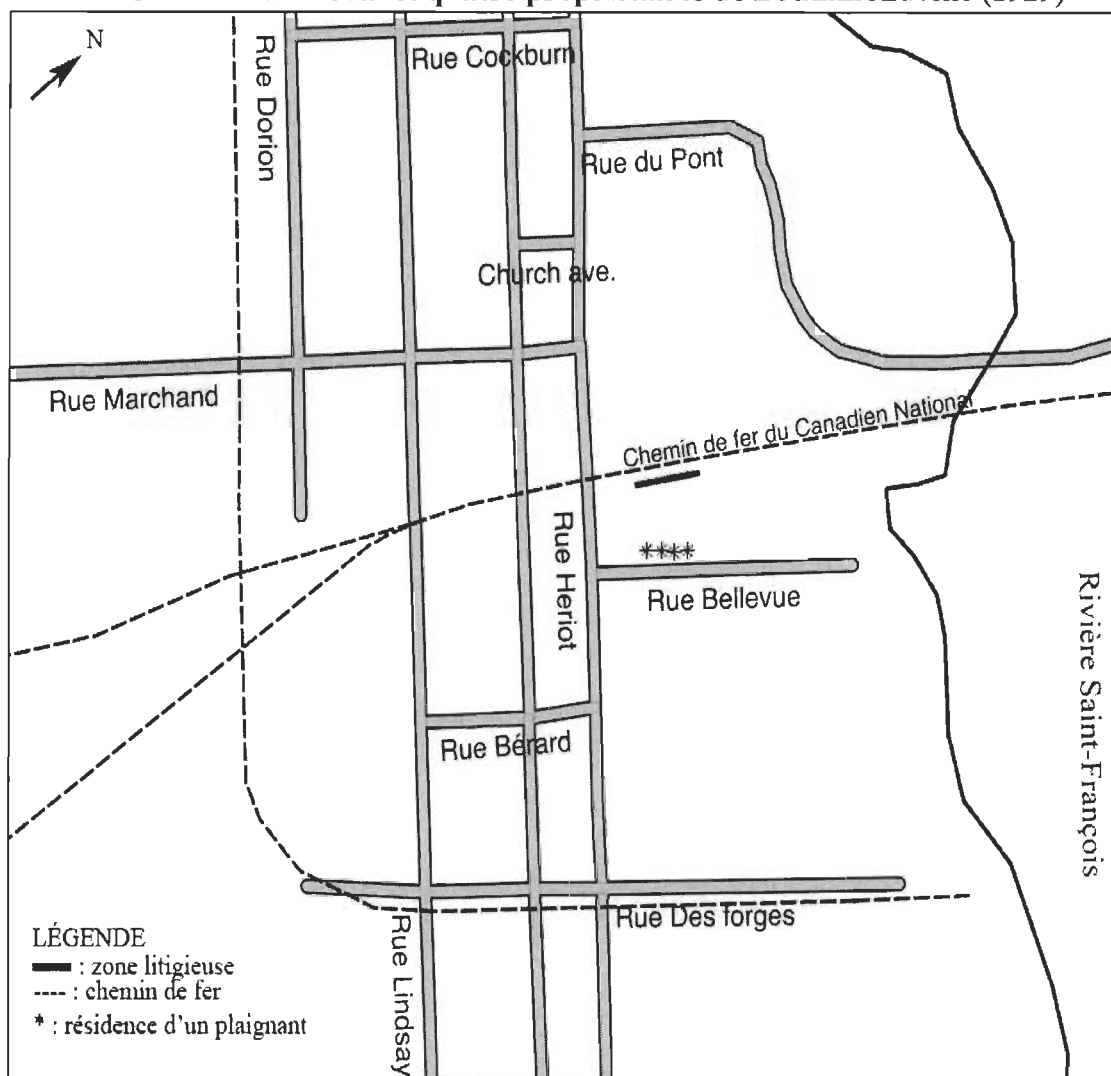 N
Rue Cockburn
Rue Dorion
Rue du Pont
Church ave.
Rue Marchand
Chemin de fer du Canadien National
Rue Heriot
Rue Bellevue
Rivière Saint-François
Rue Bérard
Rue Des forges
Rue Lindsay
LÉGENDE
: zone litigieuse
---- : chemin de fer
* : résidence d'un plaignant